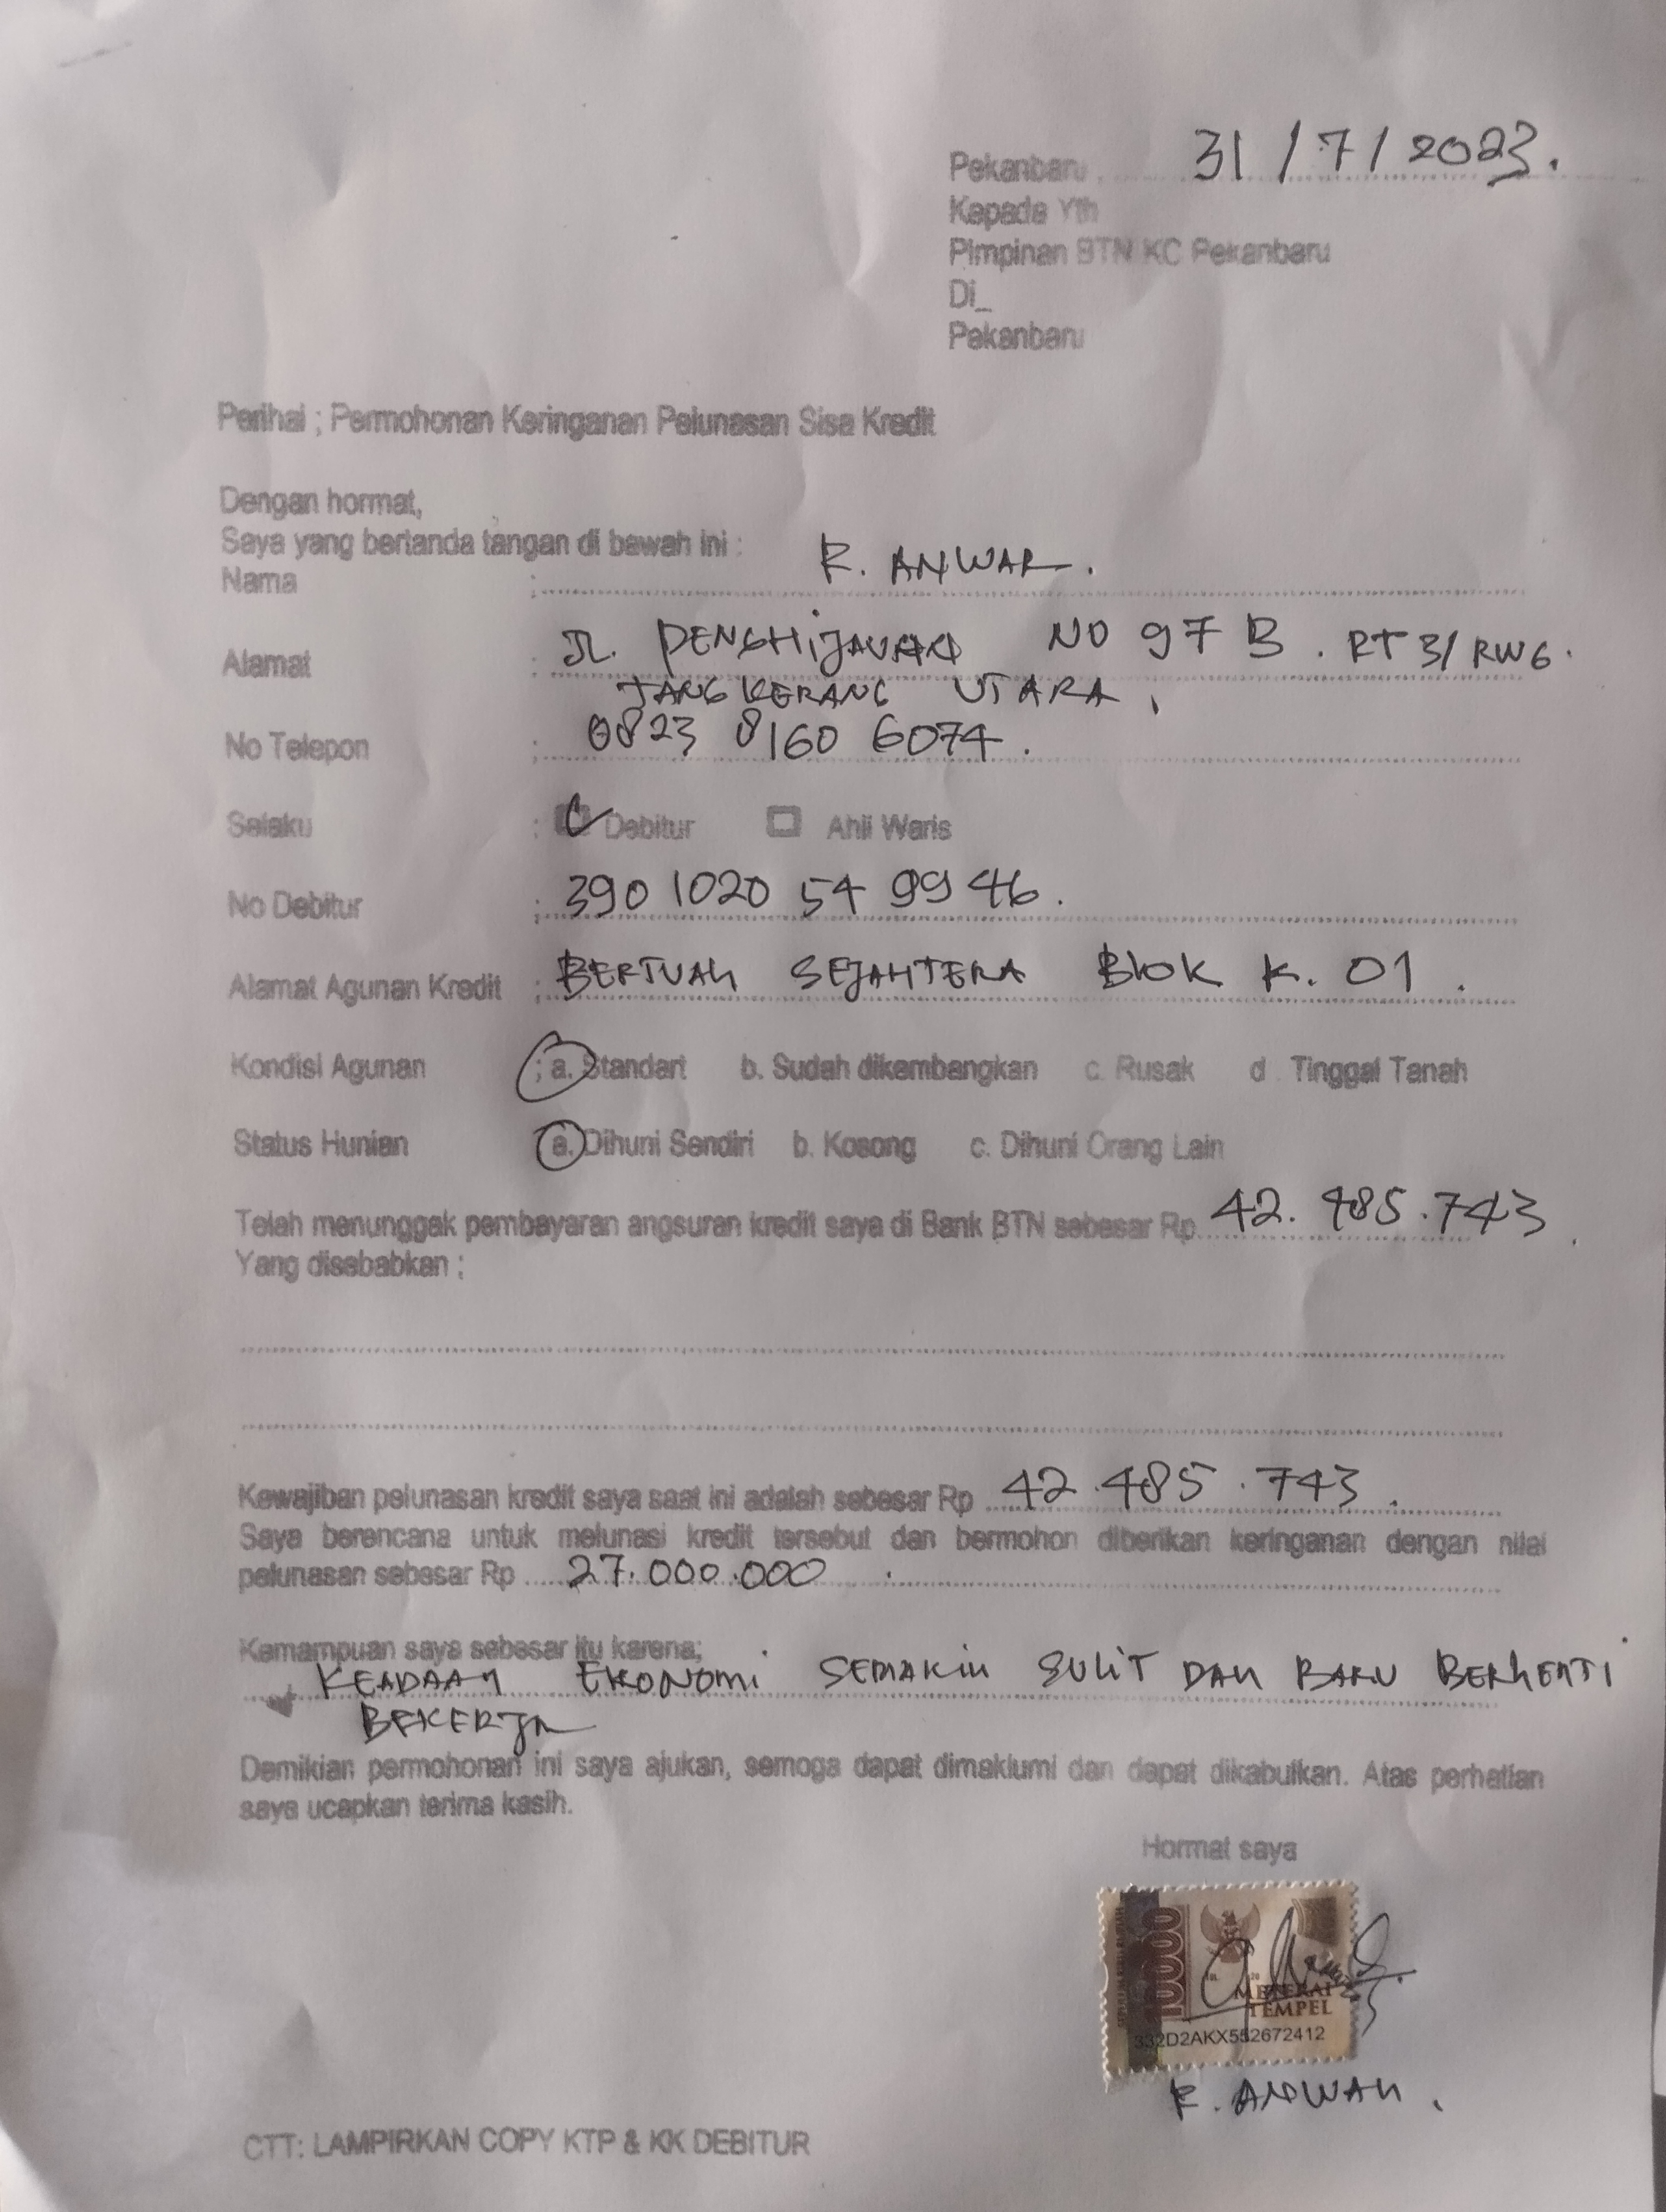 Pekanbaru, 31/7/2023.
Kepada Yth
Pimpinan BTN KC Pekanbaru
Di_
Pekanbaru
Perihal ; Permohonan Keringanan Pelunasan Sisa Kredit
Dengan hormat,
Saya yang bertanda tangan di bawah ini :
Nama : R. ANWAR.
Alamat : JL. PENGHIJAUAN NO 97 B. RT 3/ RW 6.
TANGKERANG UTARA,
No Telepon : 0823 8160 6074.
Selaku : Debitur Ahli Waris
No Debitur : 390 1020 54 99 46.
Alamat Agunan Kredit : BERTUAH SEJAHTERA Blok K. 01.
Kondisi Agunan : a. Standart b. Sudah dikembangkan c. Rusak d. Tinggal Tanah
Status Hunian a. Dihuni Sendiri b. Kosong c. Dihuni Orang Lain
Telah menunggak pembayaran angsuran kredit saya di Bank BTN sebesar Rp. 42.485.743
Yang disebabkan ;
Kewajiban pelunasan kredit saya saat ini adalah sebesar Rp 42.485.743.
Saya berencana untuk melunasi kredit tersebut dan bermohon diberikan keringanan dengan nilai
pelunasan sebesar Rp 27.000.000.
Kemampuan saya sebesar itu karena;
KEADAAN EKONOMI SEMAKIN SULIT DAN BARU BERHENTI
BEKERJA
Demikian permohonan ini saya ajukan, semoga dapat dimaklumi dan dapat dikabulkan. Atas perhatian
saya ucapkan terima kasih.
Hormat saya
10000
METERAI
TEMPEL
332D2AKX552672412
R. ANWAR.
CTT: LAMPIRKAN COPY KTP & KK DEBITUR